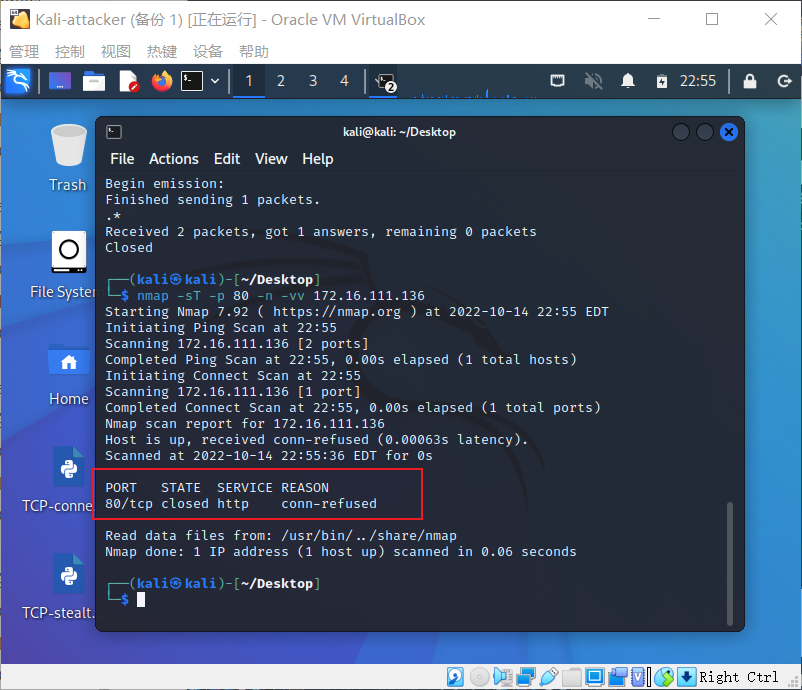 Kali-attacker (备份 1) [正在运行] - Oracle VM VirtualBox
管理 控制 视图 热键 设备 帮助
1 2 3 4 2 22:55
kali@kali: ~/Desktop
File Actions Edit View Help
Trash
File System
Home
TCP-conne
TCP-stealt...
Begin emission:
Finished sending 1 packets.
.*
Received 2 packets, got 1 answers, remaining 0 packets
Closed
┌──(kali㉿kali)-[~/Desktop]
└─$ nmap -sT -p 80 -n -vv 172.16.111.136
Starting Nmap 7.92 ( https://nmap.org ) at 2022-10-14 22:55 EDT
Initiating Ping Scan at 22:55
Scanning 172.16.111.136 [2 ports]
Completed Ping Scan at 22:55, 0.00s elapsed (1 total hosts)
Initiating Connect Scan at 22:55
Scanning 172.16.111.136 [1 port]
Completed Connect Scan at 22:55, 0.00s elapsed (1 total ports)
Nmap scan report for 172.16.111.136
Host is up, received conn-refused (0.00063s latency).
Scanned at 2022-10-14 22:55:36 EDT for 0s
PORT STATE SERVICE REASON
80/tcp closed http conn-refused
Read data files from: /usr/bin/../share/nmap
Nmap done: 1 IP address (1 host up) scanned in 0.06 seconds
┌──(kali㉿kali)-[~/Desktop]
└─$
Right Ctrl